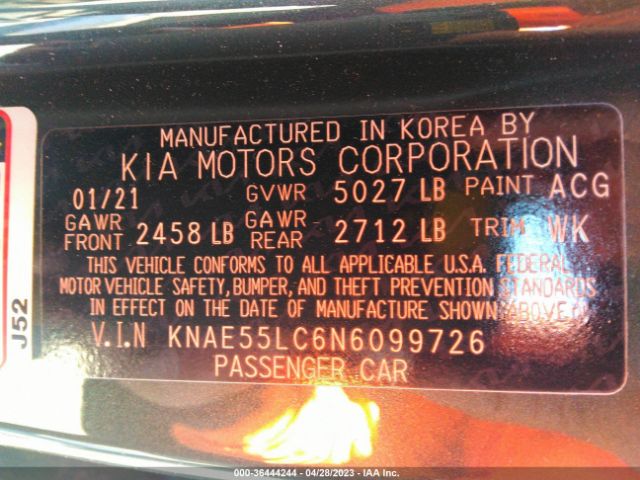 MANUFACTURED IN KOREA BY
KIA MOTORS CORPORATION
01/21 GVWR 5027 LB PAINT ACG
GAWR FRONT 2458 LB GAWR REAR 2712 LB TRIM WK
THIS VEHICLE CONFORMS TO ALL APPLICABLE U.S.A. FEDERAL
MOTOR VEHICLE SAFETY, BUMPER, AND THEFT PREVENTION STANDARDS
IN EFFECT ON THE DATE OF MANUFACTURE SHOWN ABOVE.
V.I.N KNAE55LC6N6099726
PASSENGER CAR
J52
000-36444244 - 04/28/2023 - IAA Inc.